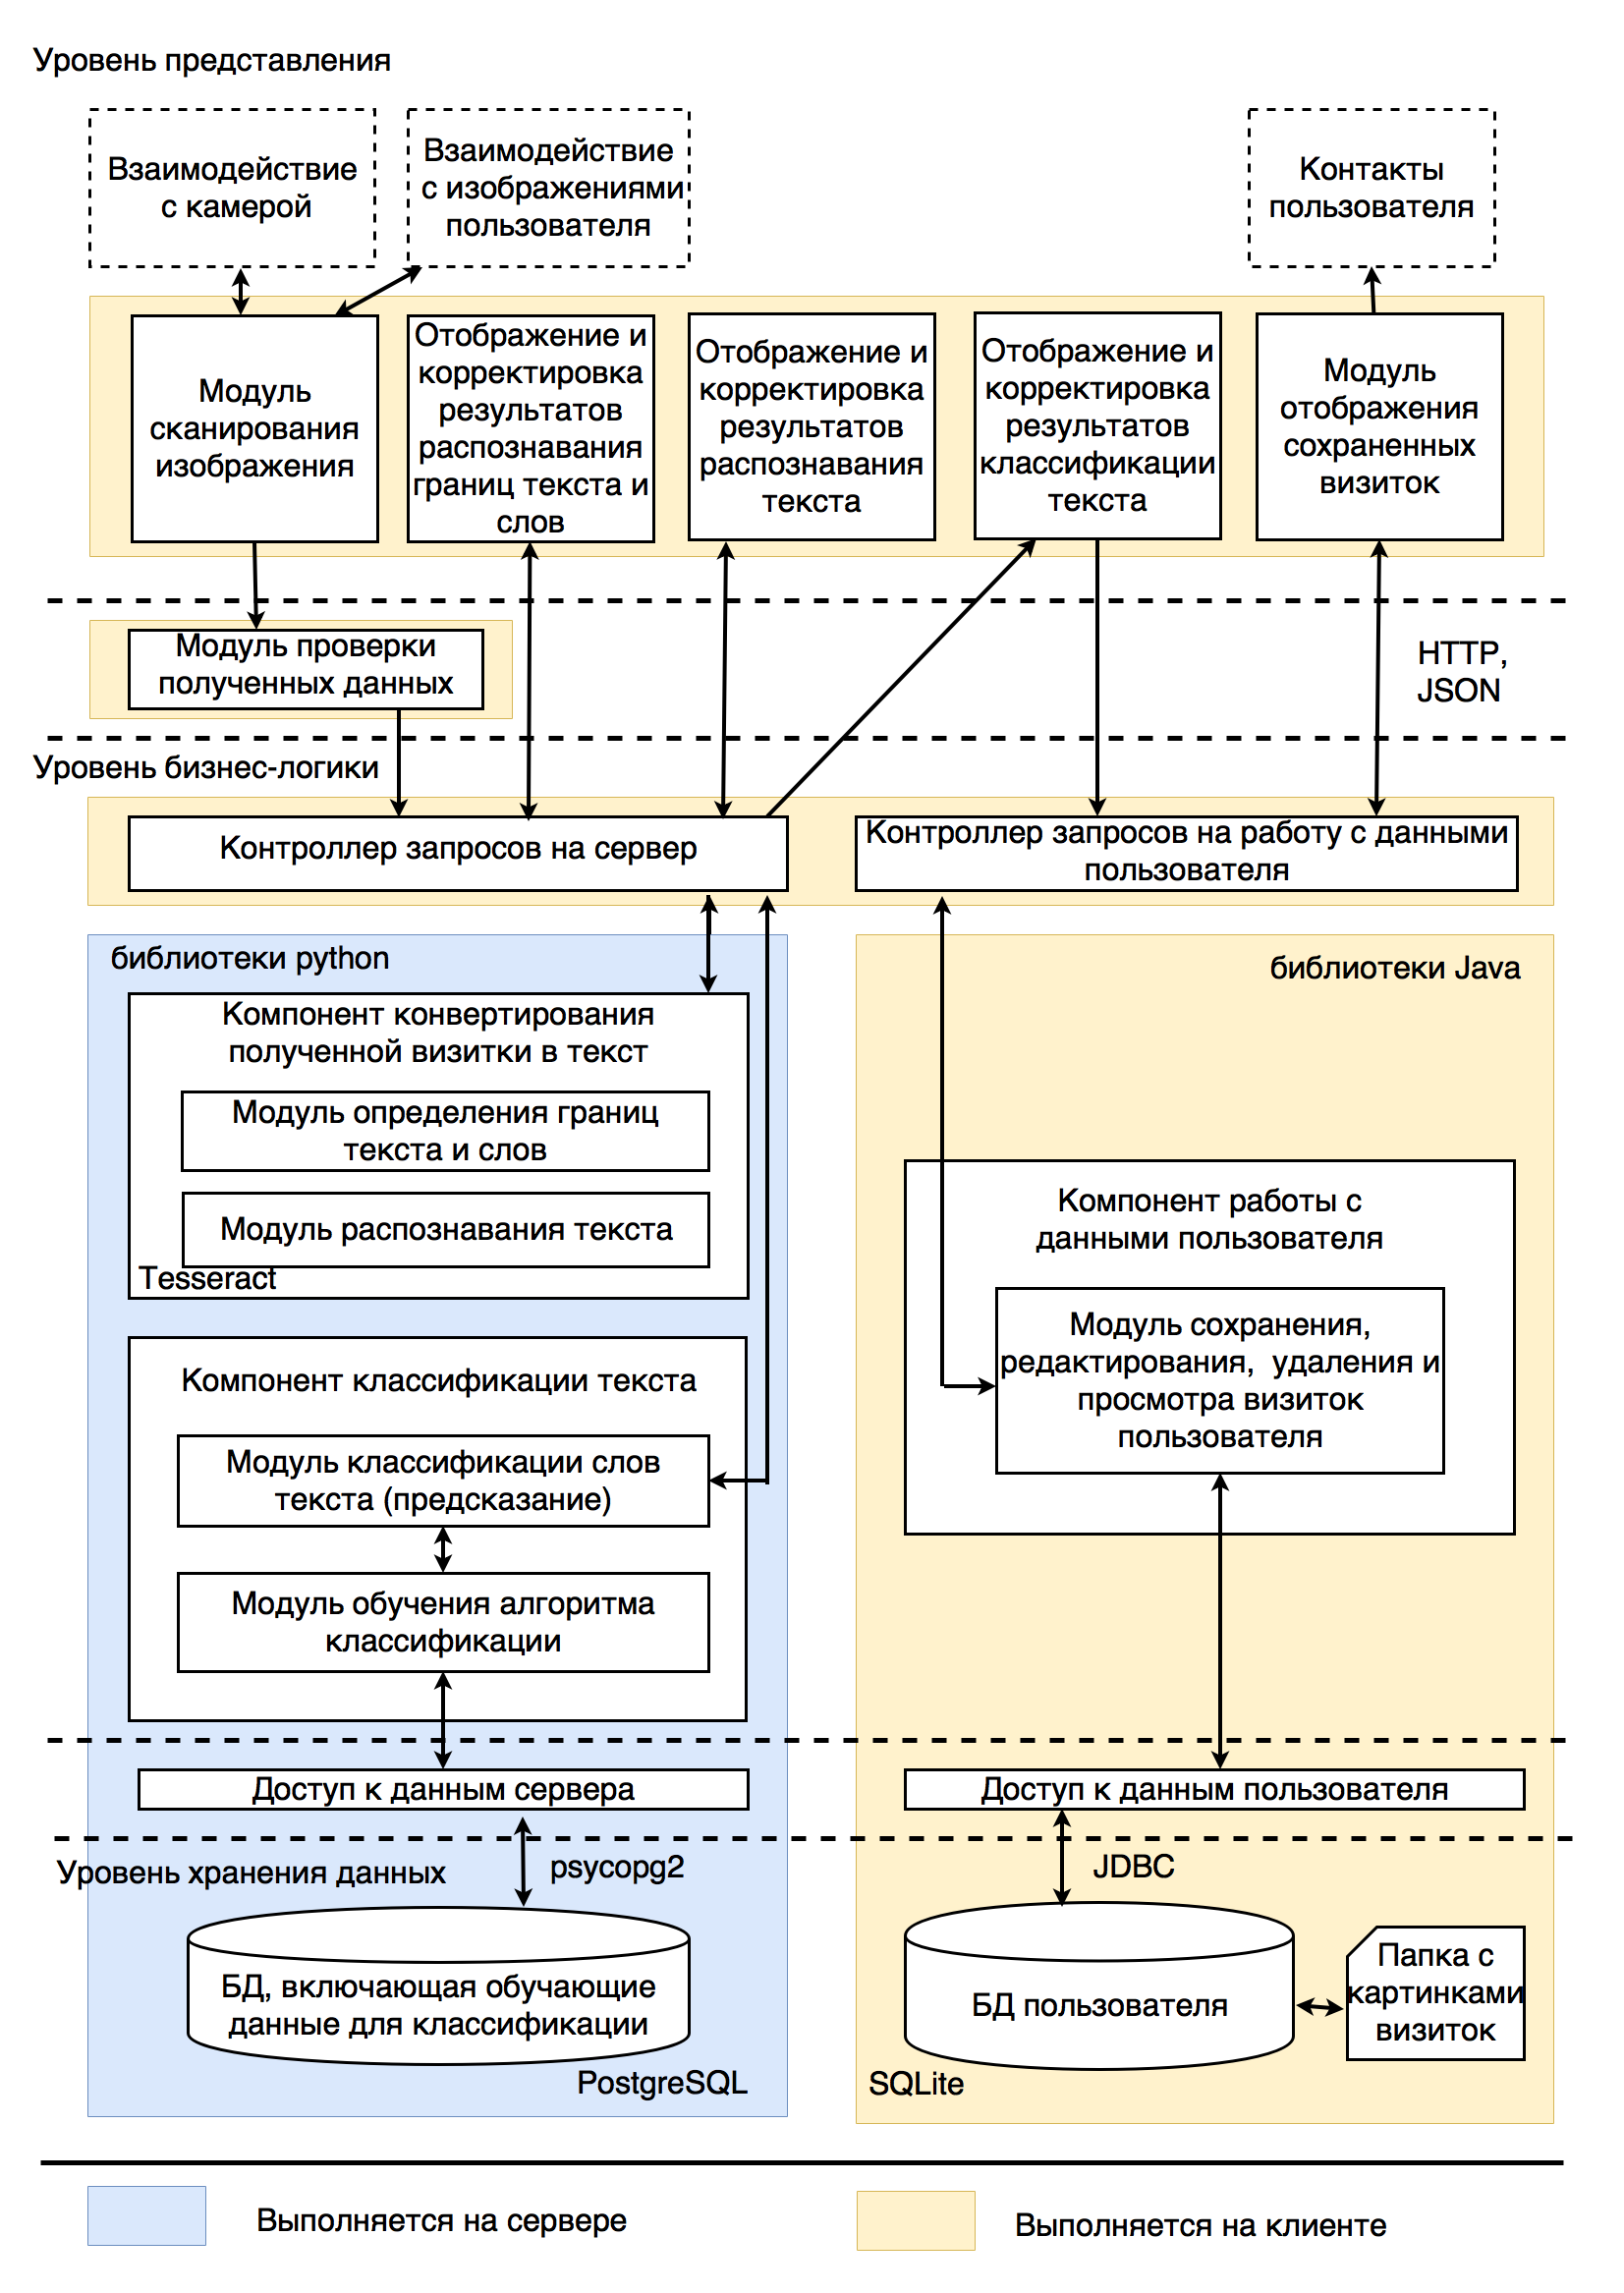 Уровень представления
Взаимодействие
с камерой
Взаимодействие
с изображениями
пользователя
Контакты
пользователя
Модуль
сканирования
изображения
Отображение и
корректировка
результатов
распознавания
границ текста и
слов
Отображение и
корректировка
результатов
распознавания
текста
Отображение и
корректировка
результатов
классификации
текста
Модуль
отображения
сохраненных
визиток
Модуль проверки
полученных данных
HTTP,
JSON
Уровень бизнес-логики
Контроллер запросов на сервер
Контроллер запросов на работу с данными
пользователя
библиотеки python
Компонент конвертирования
полученной визитки в текст
Модуль определения границ
текста и слов
Модуль распознавания текста
Tesseract
Компонент классификации текста
Модуль классификации слов
текста (предсказание)
Модуль обучения алгоритма
классификации
библиотеки Java
Компонент работы с
данными пользователя
Модуль сохранения,
редактирования, удаления и
просмотра визиток
пользователя
Доступ к данным сервера
Доступ к данным пользователя
Уровень хранения данных
psycopg2
JDBC
БД, включающая обучающие
данные для классификации
PostgreSQL
БД пользователя
Папка с
картинками
визиток
SQLite
Выполняется на сервере
Выполняется на клиенте